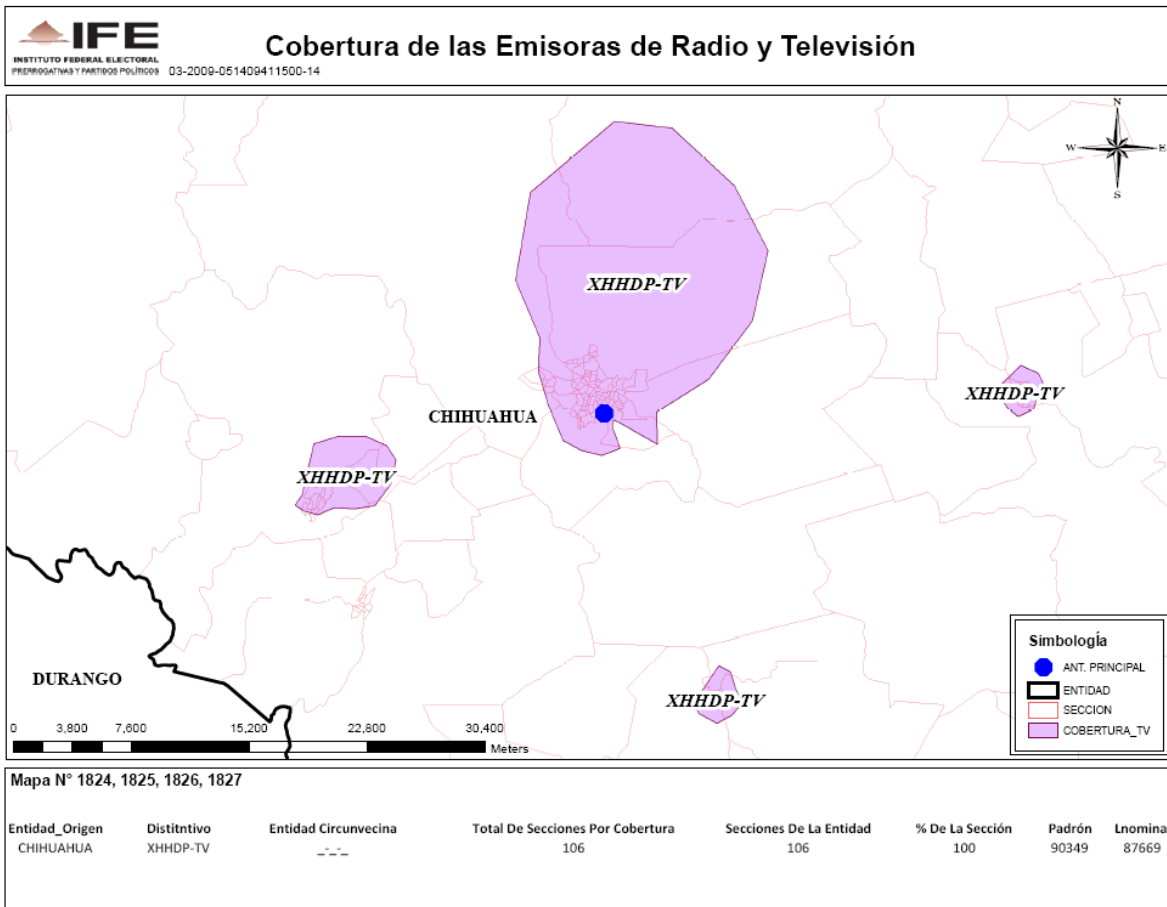 IFE
INSTITUTO FEDERAL ELECTORAL
PRERROGATIVAS Y PARTIDOS POLÍTICOS
03-2009-051409411500-14
Cobertura de las Emisoras de Radio y Televisión
N
W E
S
XHHDP-TV
XHHDP-TV
CHIHUAHUA
XHHDP-TV
Simbología
ANT. PRINCIPAL
ENTIDAD
SECCION
COBERTURA_TV
DURANGO
XHHDP-TV
0 3,800 7,600 15,200 22,800 30,400
Meters
Mapa N° 1824, 1825, 1826, 1827
Entidad_Origen Distitntivo Entidad Circunvecina Total De Secciones Por Cobertura Secciones De La Entidad % De La Sección Padrón Lnomina
CHIHUAHUA XHHDP-TV _-_-_ 106 106 100 90349 87669